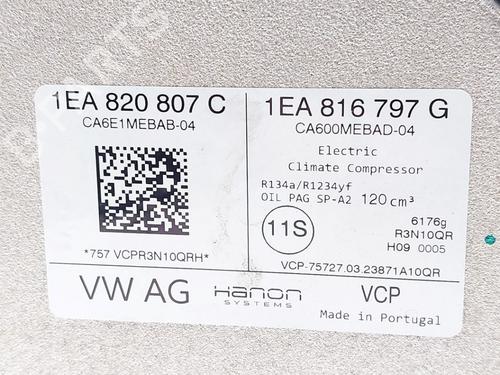 1EA 820 807 C
CA6E1MEBAB-04
*757 VCPR3N10QRH*
1EA 816 797 G
CA600MEBAD-04
Electric
Climate Compressor
R134a/R1234yf
OIL PAG SP-A2 120 cm³
11S
6176g
R3N10QR
H09 0005
VCP-75727.03.23871A10QR
VW AG
Hanon
SYSTEMS
VCP
Made in Portugal